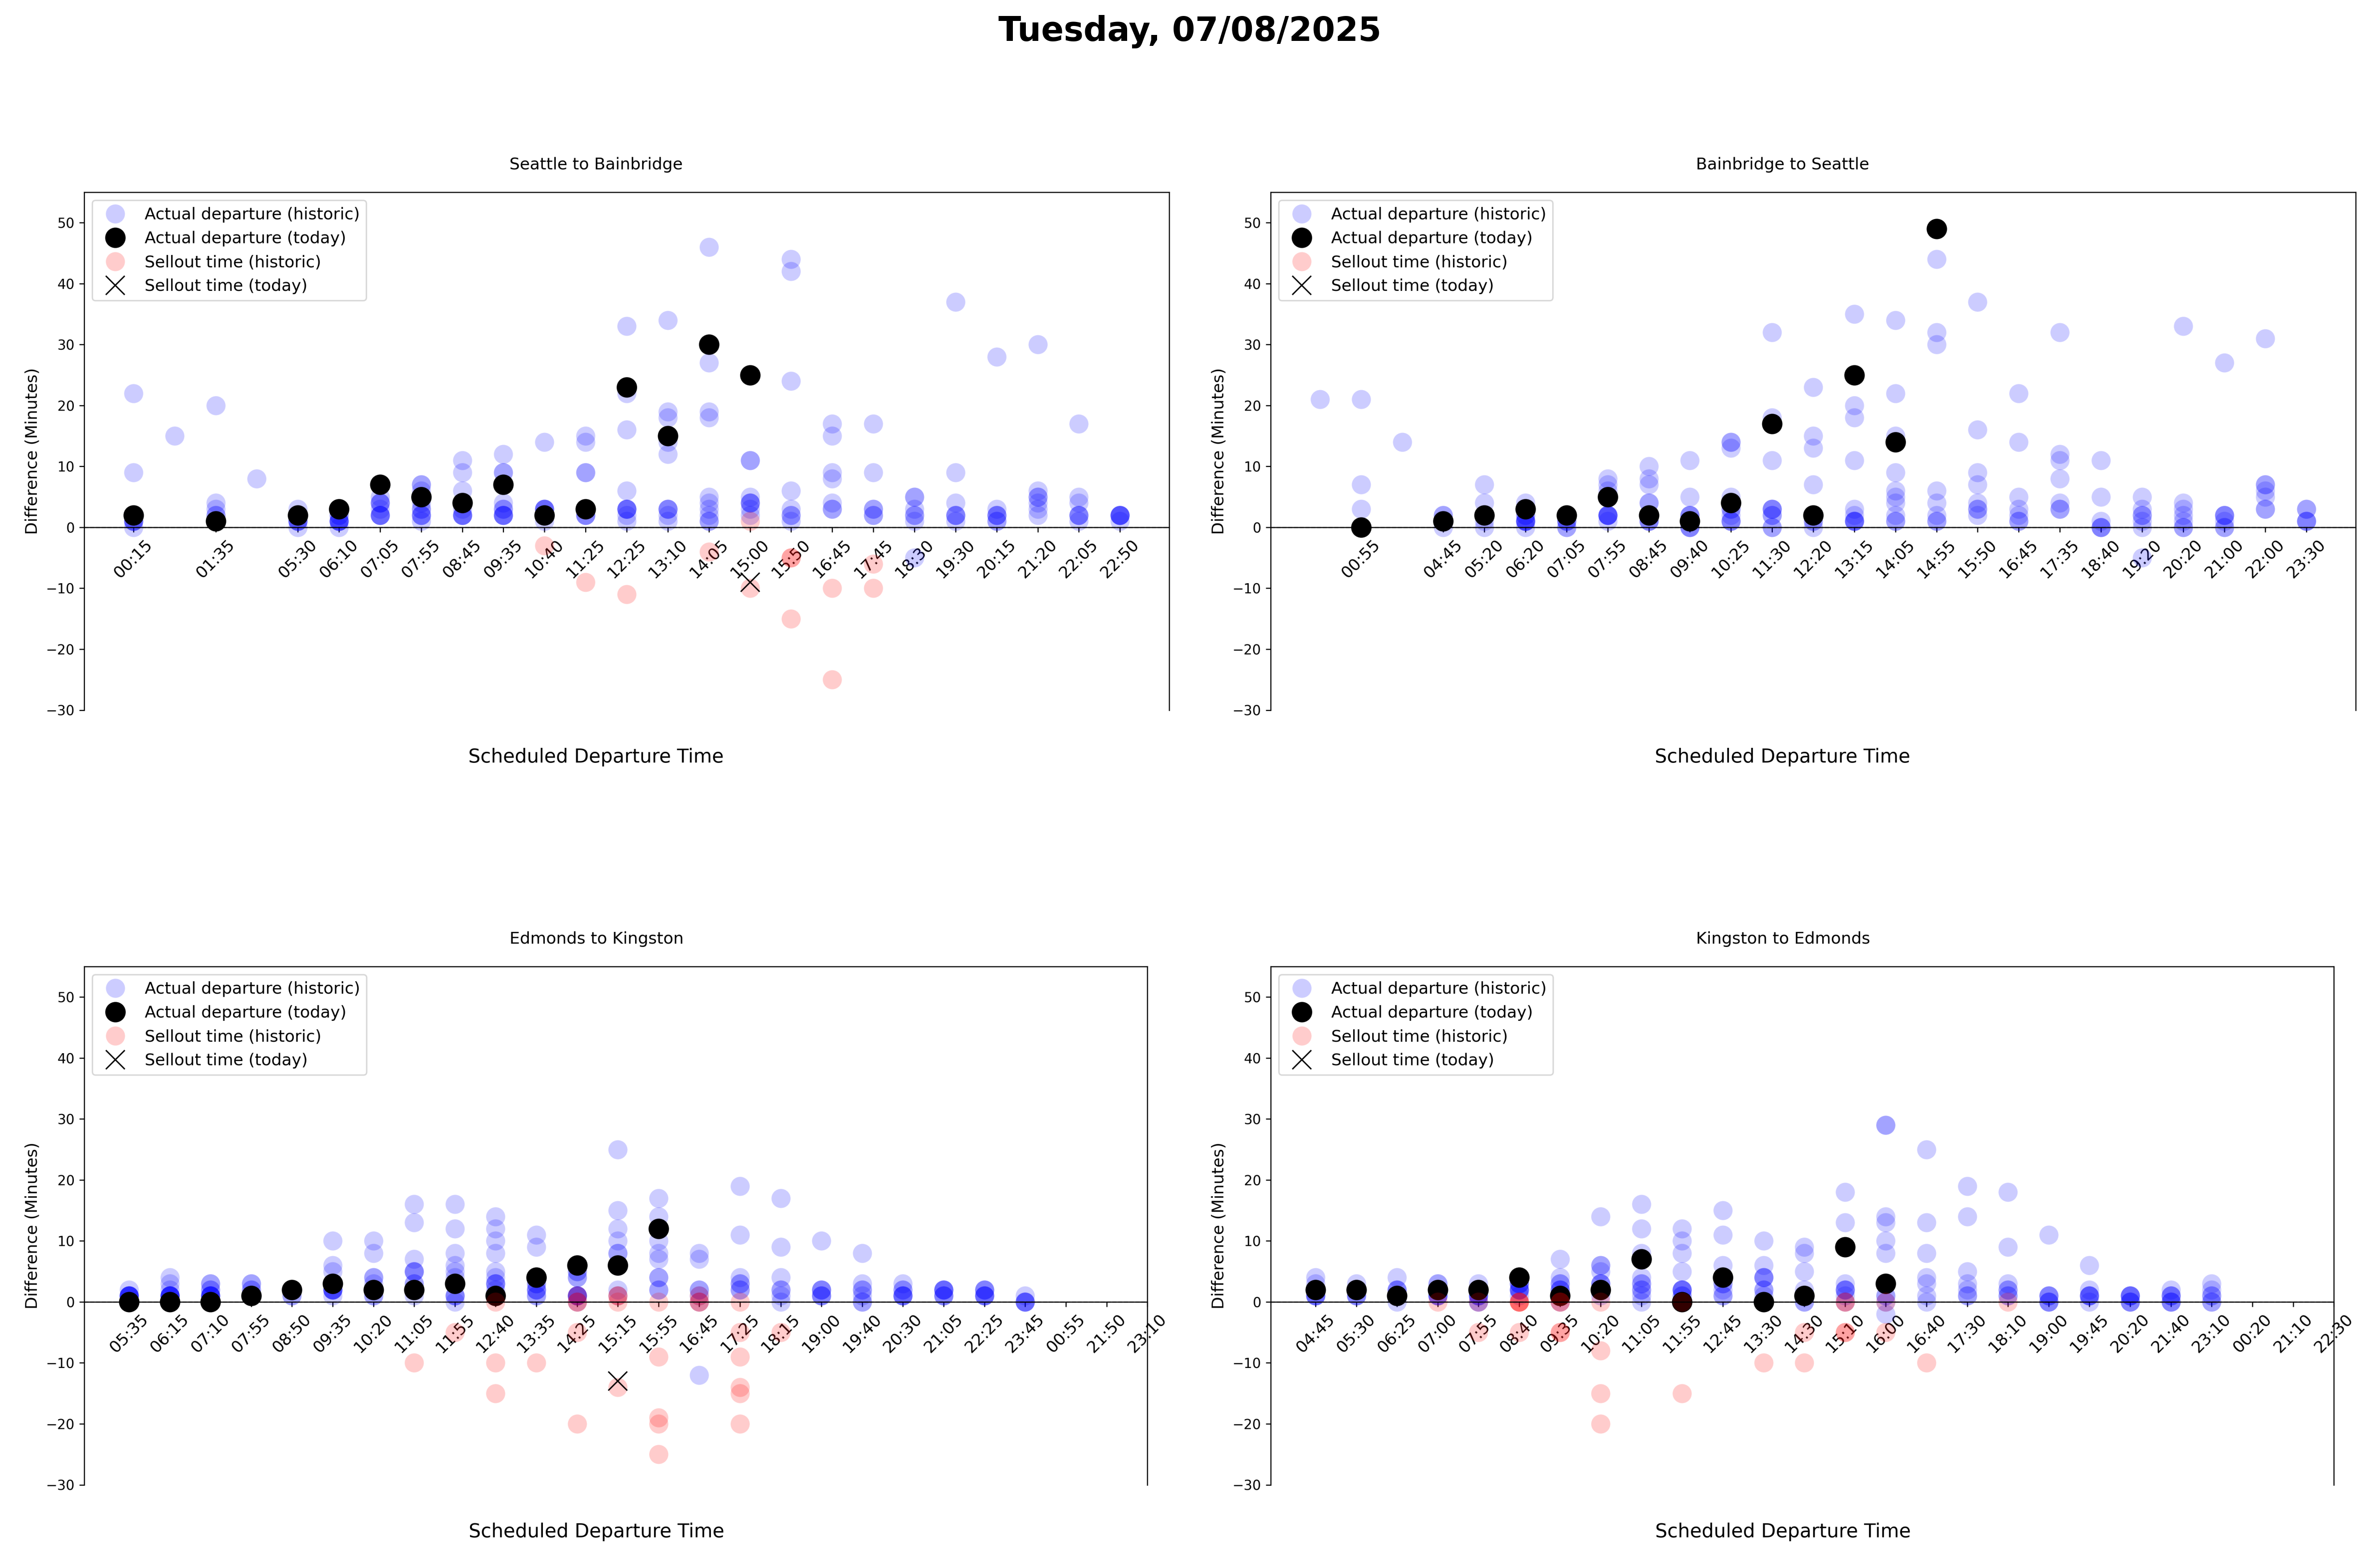 Tuesday, 07/08/2025
Seattle to Bainbridge
Actual departure (historic)
Actual departure (today)
Sellout time (historic)
Sellout time (today)
Difference (Minutes)
50
40
30
20
10
0
−10
−20
−30
00:15 01:35 05:30 06:10 07:05 07:55 08:45 09:35 10:40 11:25 12:25 13:10 14:05 15:00 15:50 16:45 17:45 18:30 19:30 20:15 21:20 22:05 22:50
Scheduled Departure Time
Bainbridge to Seattle
Actual departure (historic)
Actual departure (today)
Sellout time (historic)
Sellout time (today)
Difference (Minutes)
50
40
30
20
10
0
−10
−20
−30
00:55 04:45 05:20 06:20 07:05 07:55 08:45 09:40 10:25 11:30 12:20 13:15 14:05 14:55 15:50 16:45 17:35 18:40 19:20 20:20 21:00 22:00 23:30
Scheduled Departure Time
Edmonds to Kingston
Actual departure (historic)
Actual departure (today)
Sellout time (historic)
Sellout time (today)
Difference (Minutes)
50
40
30
20
10
0
−10
−20
−30
05:35 06:15 07:10 07:55 08:50 09:35 10:20 11:05 11:55 12:40 13:35 14:25 15:15 15:55 16:45 17:25 18:15 19:00 19:40 20:30 21:05 22:25 23:45 00:55 21:50 23:10
Scheduled Departure Time
Kingston to Edmonds
Actual departure (historic)
Actual departure (today)
Sellout time (historic)
Sellout time (today)
Difference (Minutes)
50
40
30
20
10
0
−10
−20
−30
04:45 05:30 06:25 07:00 07:55 08:40 09:35 10:20 11:05 11:55 12:45 13:30 14:30 15:10 16:00 16:40 17:30 18:10 19:00 19:45 20:20 21:40 23:10 00:20 21:10 22:30
Scheduled Departure Time